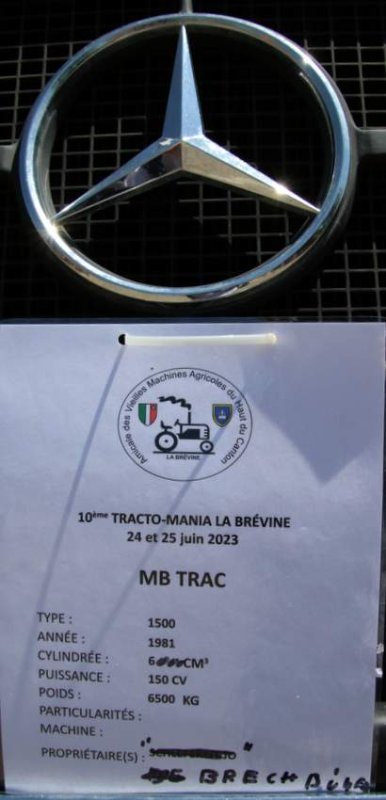 Amicale des Vieilles Machines Agricoles du Haut du Canton
LA BRÉVINE
10ème TRACTO-MANIA LA BRÉVINE
24 et 25 juin 2023
MB TRAC
TYPE : 1500
ANNÉE : 1981
CYLINDRÉE : 6 CM³
PUISSANCE : 150 CV
POIDS : 6500 KG
PARTICULARITÉS :
MACHINE :
PROPRIÉTAIRE(S) :
BRECH